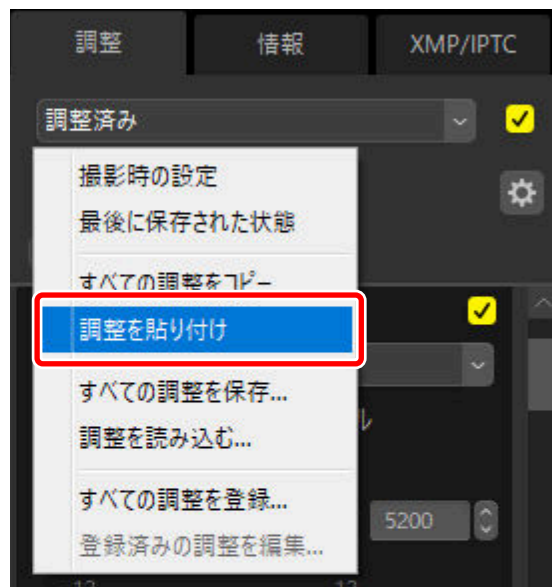 調整 情報 XMP/IPTC
調整済み
撮影時の設定
最後に保存された状態
すべての調整をコピー
調整を貼り付け
すべての調整を保存...
調整を読み込む...
ル
すべての調整を登録...
5200
登録済みの調整を編集...